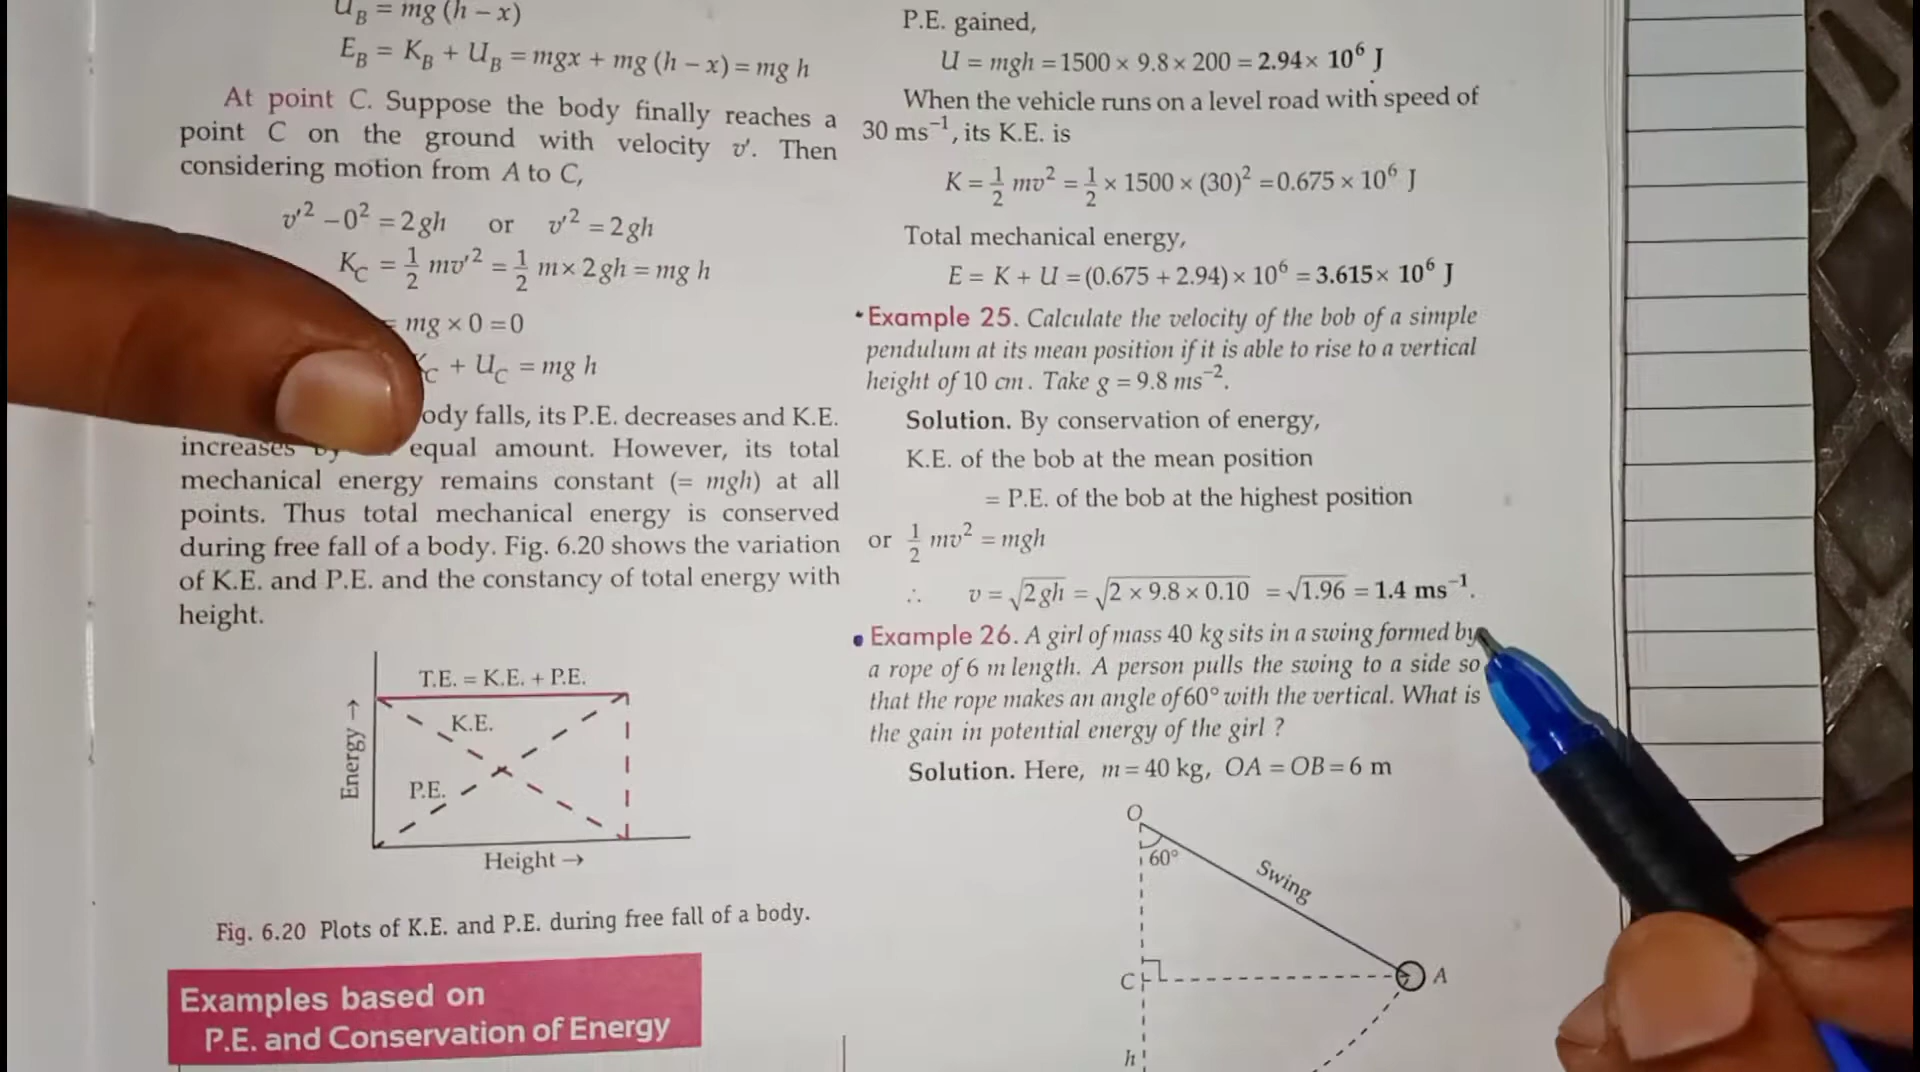 U_B = mg (h – x)
E_B = K_B + U_B = mgx + mg (h – x) = mg h
At point C. Suppose the body finally reaches a
point C on the ground with velocity v′. Then
considering motion from A to C,
v′² – 0² = 2gh or v′² = 2gh
K_C = 1/2 mv′² = 1/2 m × 2gh = mg h
= mg × 0 = 0
+ U_C = mg h
falls, its P.E. decreases and K.E.
increases equal amount. However, its total
mechanical energy remains constant (= mgh) at all
points. Thus total mechanical energy is conserved
during free fall of a body. Fig. 6.20 shows the variation
of K.E. and P.E. and the constancy of total energy with
height.
T.E. = K.E. + P.E.
K.E.
P.E.
Energy →
Height →
Fig. 6.20 Plots of K.E. and P.E. during free fall of a body.
Examples based on
P.E. and Conservation of Energy
P.E. gained,
U = mgh = 1500 × 9.8 × 200 = 2.94 × 10⁶ J
When the vehicle runs on a level road with speed of
30 ms⁻¹, its K.E. is
K = 1/2 mv² = 1/2 × 1500 × (30)² = 0.675 × 10⁶ J
Total mechanical energy,
E = K + U = (0.675 + 2.94) × 10⁶ = 3.615 × 10⁶ J
Example 25. Calculate the velocity of the bob of a simple
pendulum at its mean position if it is able to rise to a vertical
height of 10 cm. Take g = 9.8 ms⁻².
Solution. By conservation of energy,
K.E. of the bob at the mean position
= P.E. of the bob at the highest position
or 1/2 mv² = mgh
∴ v = √2gh = √2 × 9.8 × 0.10 = √1.96 = 1.4 ms⁻¹.
• Example 26. A girl of mass 40 kg sits in a swing formed by
a rope of 6 m length. A person pulls the swing to a side so
that the rope makes an angle of 60° with the vertical. What is
the gain in potential energy of the girl ?
Solution. Here, m = 40 kg, OA = OB = 6 m
O
60°
Swing
C
A
h